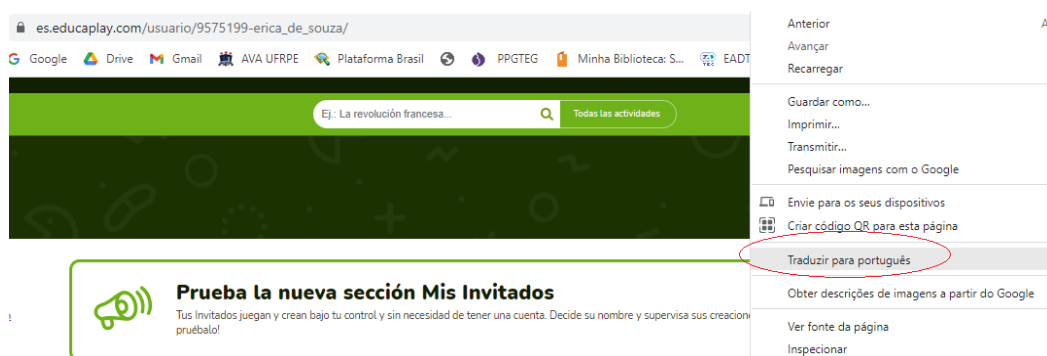 es.educaplay.com/usuario/9575199-erica_de_souza/
Google Drive Gmail AVA UFRPE Plataforma Brasil PPGTEG Minha Biblioteca: S... EADT
Ej.: La revolución francesa... Todas las actividades
Prueba la nueva sección Mis Invitados
Tus Invitados juegan y crean bajo tu control y sin necesidad de tener una cuenta. Decide su nombre y supervisa sus creacion
pruébalo!
Anterior A
Avançar
Recarregar
Guardar como...
Imprimir...
Transmitir...
Pesquisar imagens com o Google
Envie para os seus dispositivos
Criar código QR para esta página
Traduzir para português
Obter descrições de imagens a partir do Google
Ver fonte da página
Inspecionar